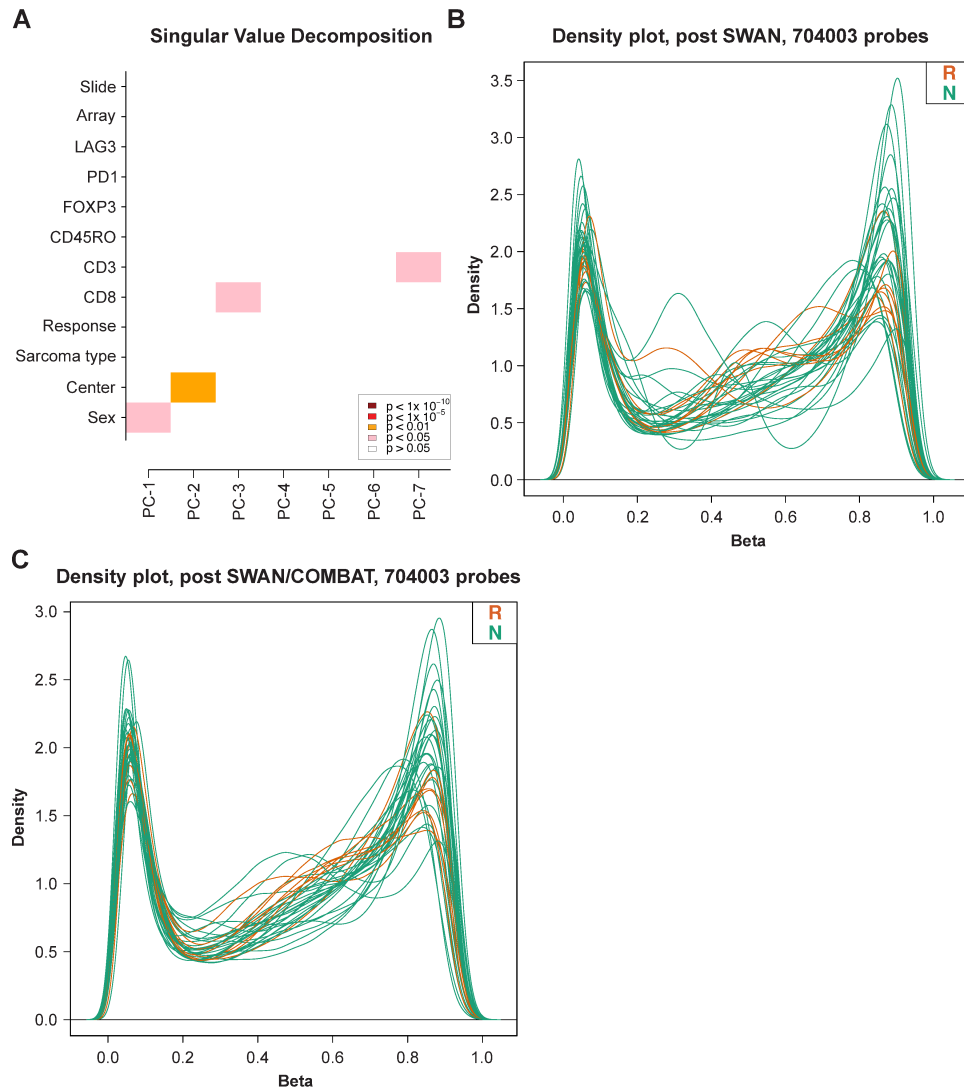 A
Singular Value Decomposition
Slide
Array
LAG3
PD1
FOXP3
CD45RO
CD3
CD8
Response
Sarcoma type
Center
Sex
p < 1x 10−10
p < 1x 10−5
p < 0.01
p < 0.05
p > 0.05
PC-1
PC-2
PC-3
PC-4
PC-5
PC-6
PC-7
B
Density plot, post SWAN, 704003 probes
R
N
3.5
3.0
2.5
2.0
1.5
1.0
0.5
0.0
Density
0.0 0.2 0.4 0.6 0.8 1.0
Beta
C
Density plot, post SWAN/COMBAT, 704003 probes
R
N
3.0
2.5
2.0
1.5
1.0
0.5
0.0
Density
0.0 0.2 0.4 0.6 0.8 1.0
Beta